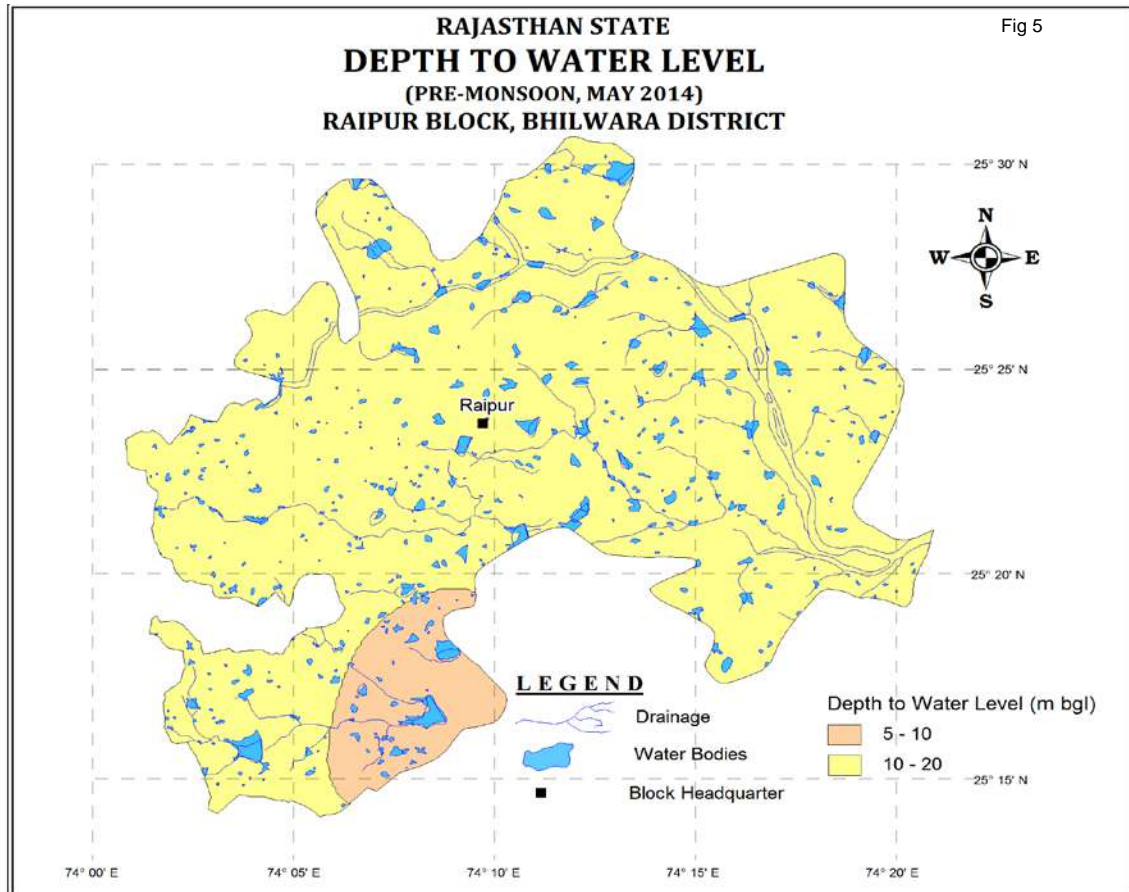 RAJASTHAN STATE
Fig 5
DEPTH TO WATER LEVEL
(PRE-MONSOON, MAY 2014)
RAIPUR BLOCK, BHILWARA DISTRICT
25° 30' N
N
W E
S
25° 25' N
Raipur
25° 20' N
LEGEND
Drainage
Water Bodies
Block Headquarter
Depth to Water Level (m bgl)
5 - 10
10 - 20
25° 15' N
74° 00' E 74° 05' E 74° 10' E 74° 15' E 74° 20' E